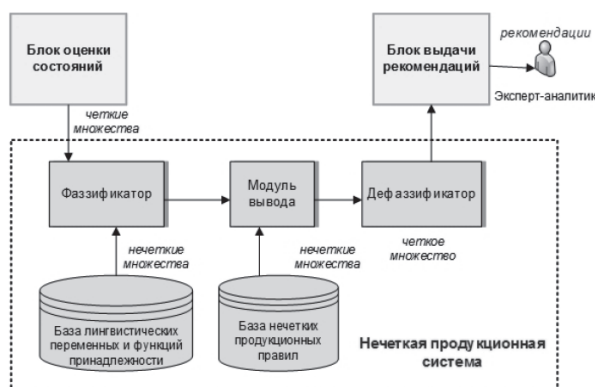 Блок оценки
состояний
Блок выдачи
рекомендаций
рекомендации
Эксперт-аналитик
четкие
множества
Фаззификатор
Модуль
вывода
Дефаззификатор
нечеткие
множества
нечеткие
множества
четкое
множество
База лингвистических
переменных и функций
принадлежности
База нечетких
продукционных
правил
Нечеткая продукционная
система